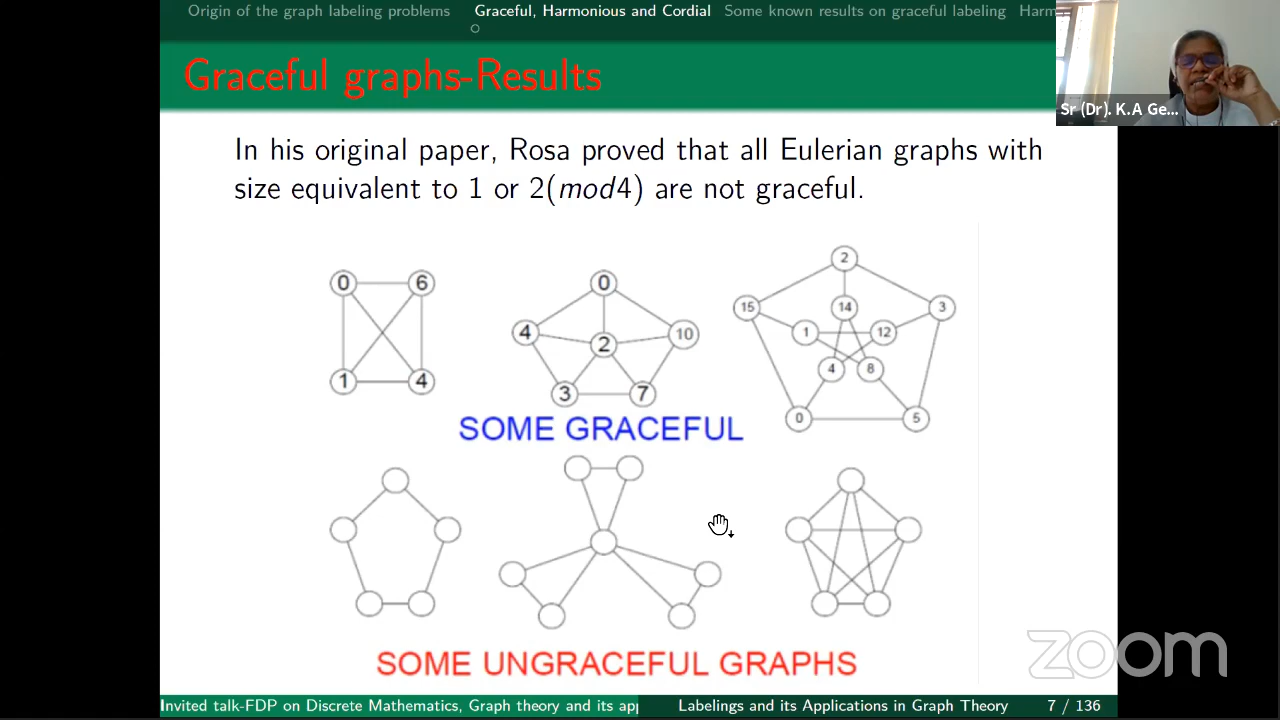 Origin of the graph labeling problems Graceful, Harmonious and Cordial Some known results on graceful labeling Harm
Graceful graphs-Results
Sr (Dr). K.A Ge...
In his original paper, Rosa proved that all Eulerian graphs with
size equivalent to 1 or 2(mod4) are not graceful.
0 6
1 4
0
4 2 10
3 7
2
15 14 3
1 12
4 8
0 5
SOME GRACEFUL
SOME UNGRACEFUL GRAPHS
zoom
Invited talk-FDP on Discrete Mathematics, Graph theory and its app Labelings and its Applications in Graph Theory 7 / 136